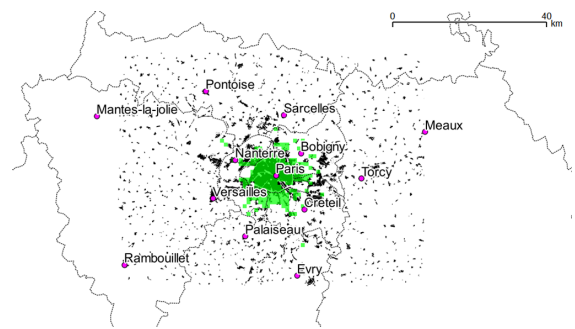 0 40
km
Pontoise
Mantes-la-jolie
Sarcelles
Meaux
Bobigny
Nanterre
Paris
Torcy
Versailles
Creteil
Palaiseau
Rambouillet
Evry